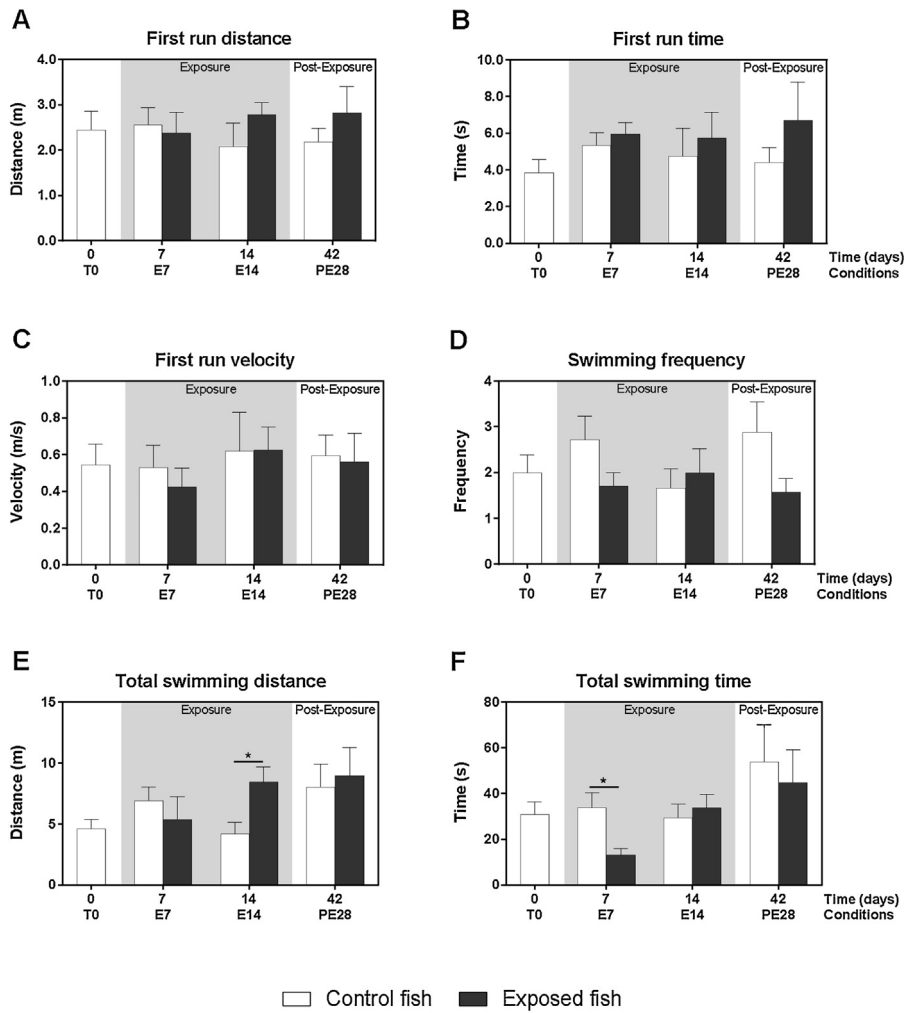 A
First run distance
Exposure
Post-Exposure
Distance (m)
4.0
3.0
2.0
1.0
0.0
0 7 14 42
T0 E7 E14 PE28
B
First run time
Exposure
Post-Exposure
Time (s)
10.0
8.0
6.0
4.0
2.0
0.0
0 7 14 42 Time (days)
T0 E7 E14 PE28 Conditions
C
First run velocity
Exposure
Post-Exposure
Velocity (m/s)
1.0
0.8
0.6
0.4
0.2
0.0
0 7 14 42
T0 E7 E14 PE28
D
Swimming frequency
Exposure
Post-Exposure
Frequency
4
3
2
1
0
0 7 14 42 Time (days)
T0 E7 E14 PE28 Conditions
E
Total swimming distance
Exposure
Post-Exposure
Distance (m)
15
10
5
0
*
0 7 14 42
T0 E7 E14 PE28
F
Total swimming time
Exposure
Post-Exposure
Time (s)
80
60
40
20
0
*
0 7 14 42 Time (days)
T0 E7 E14 PE28 Conditions
Control fish Exposed fish